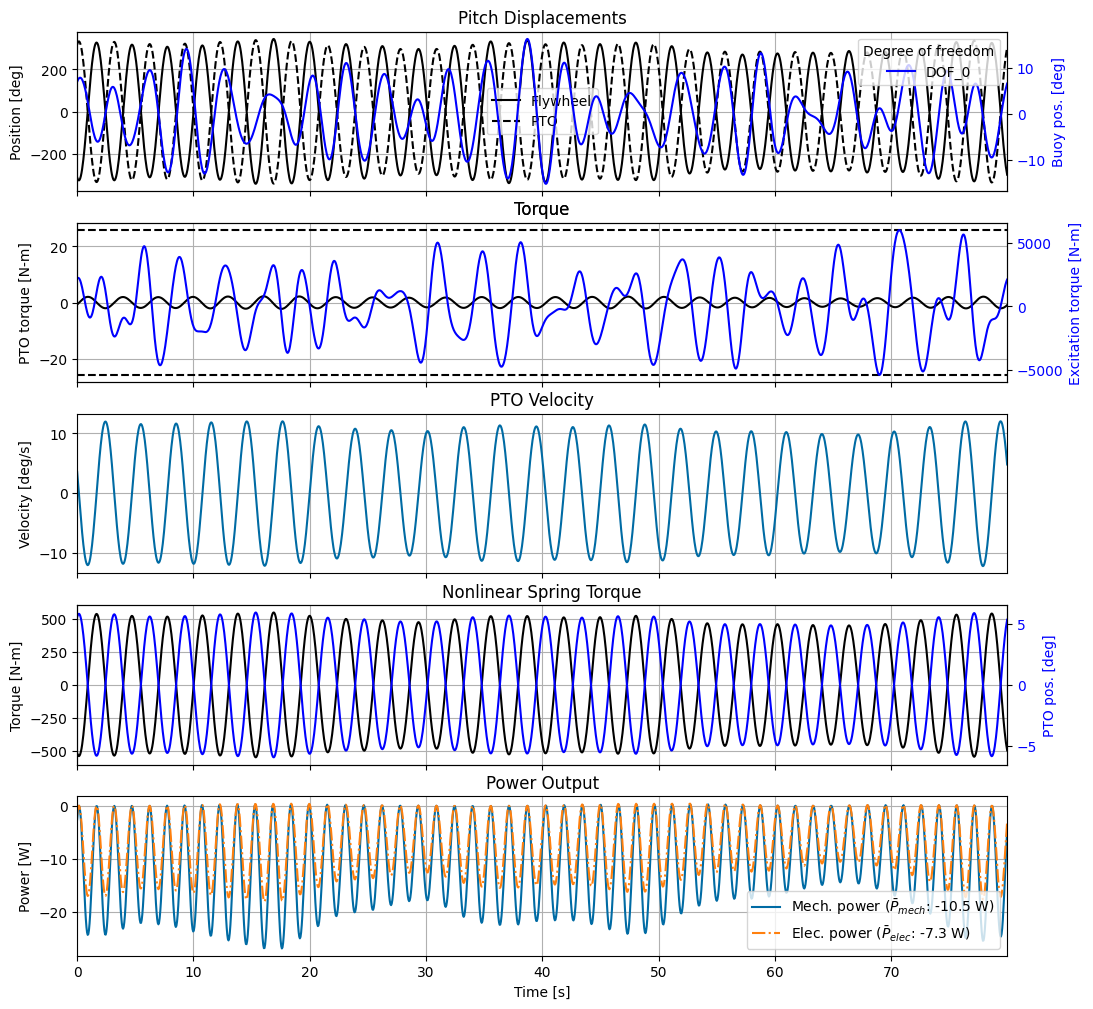 Pitch Displacements
Position [deg]
200
0
−200
Flywheel
PTO
Degree of freedom
DOF_0
10
0
−10
Buoy pos. [deg]
Torque
PTO torque [N-m]
20
0
−20
5000
0
−5000
Excitation torque [N-m]
PTO Velocity
Velocity [deg/s]
10
0
−10
Nonlinear Spring Torque
Torque [N-m]
500
250
0
−250
−500
5
0
−5
PTO pos. [deg]
Power Output
Power [W]
0
−10
−20
Mech. power (P̄mech: -10.5 W)
Elec. power (P̄elec: -7.3 W)
0 10 20 30 40 50 60 70
Time [s]